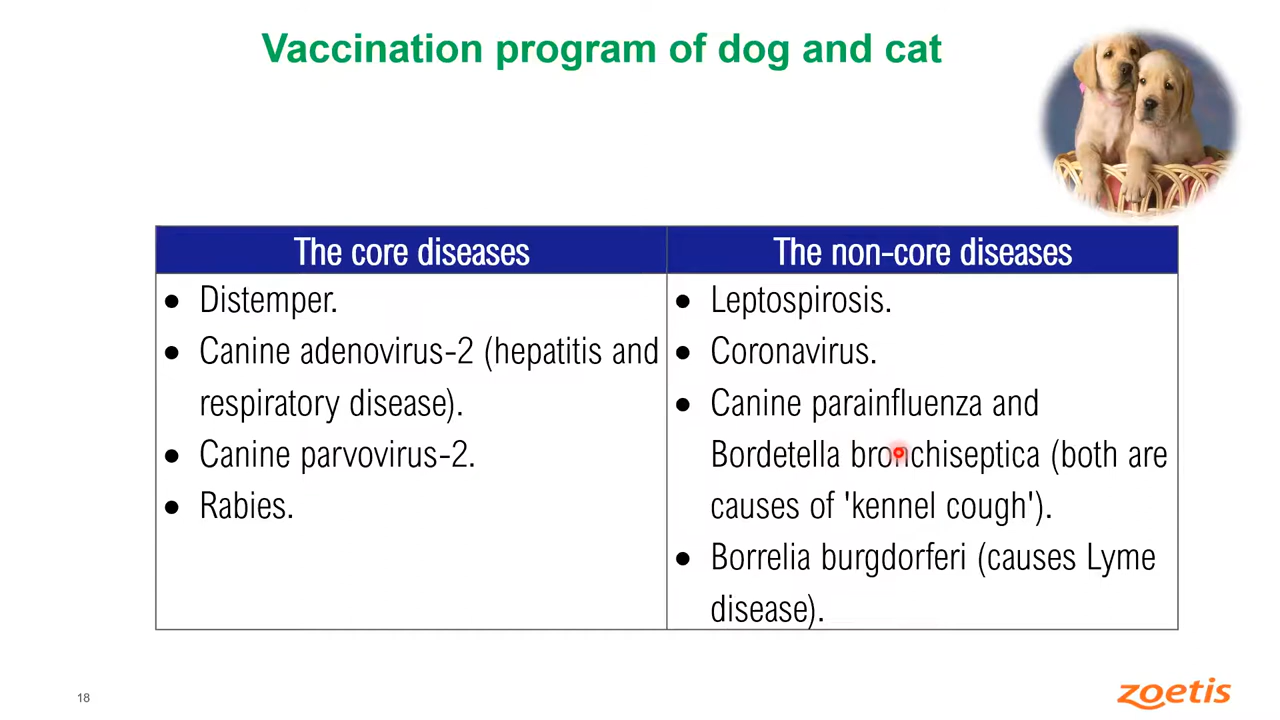 Vaccination program of dog and cat
The core diseases
• Distemper.
• Canine adenovirus-2 (hepatitis and
respiratory disease).
• Canine parvovirus-2.
• Rabies.
The non-core diseases
• Leptospirosis.
• Coronavirus.
• Canine parainfluenza and
Bordetella bronchiseptica (both are
causes of 'kennel cough').
• Borrelia burgdorferi (causes Lyme
disease).
18
zoetis